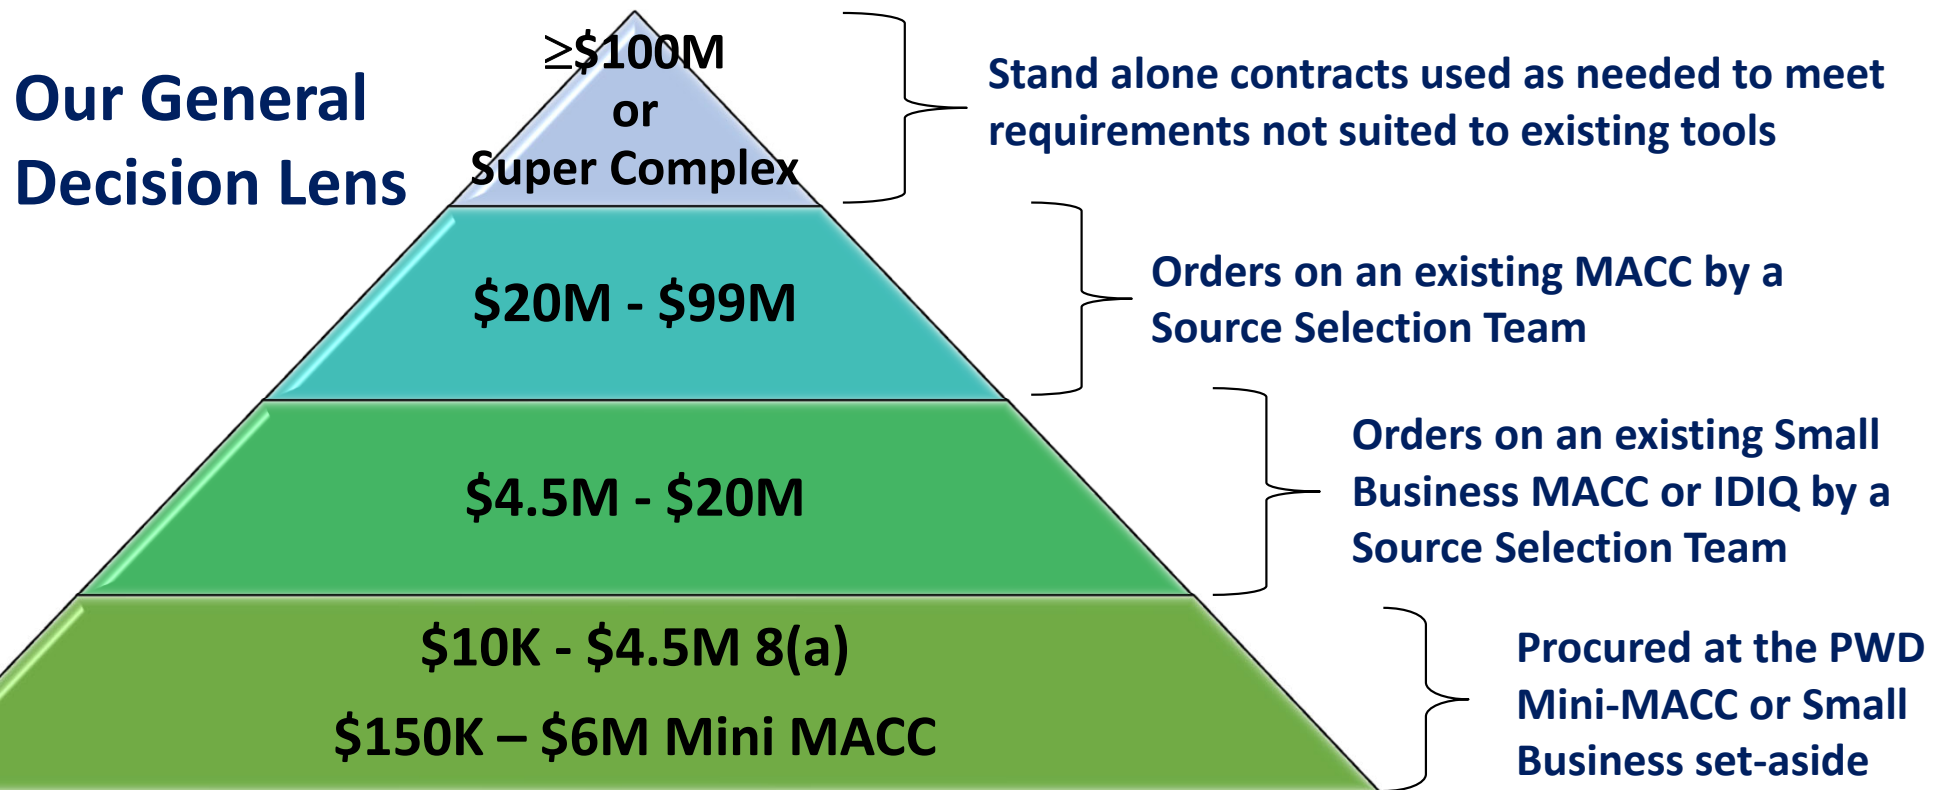 Our General
Decision Lens
≥$100M
or
Super Complex
Stand alone contracts used as needed to meet
requirements not suited to existing tools
$20M - $99M
Orders on an existing MACC by a
Source Selection Team
$4.5M - $20M
Orders on an existing Small
Business MACC or IDIQ by a
Source Selection Team
$10K - $4.5M 8(a)
$150K – $6M Mini MACC
Procured at the PWD
Mini-MACC or Small
Business set-aside